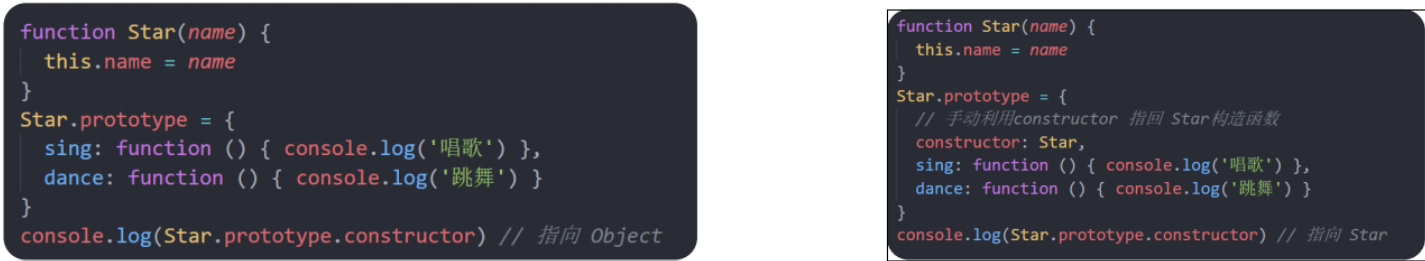 function Star(name) {
this.name = name
}
Star.prototype = {
sing: function () { console.log('唱歌') },
dance: function () { console.log('跳舞') }
}
console.log(Star.prototype.constructor) // 指向 Object
function Star(name) {
this.name = name
}
Star.prototype = {
// 手动利用constructor 指回 Star构造函数
constructor: Star,
sing: function () { console.log('唱歌') },
dance: function () { console.log('跳舞') }
}
console.log(Star.prototype.constructor) // 指向 Star